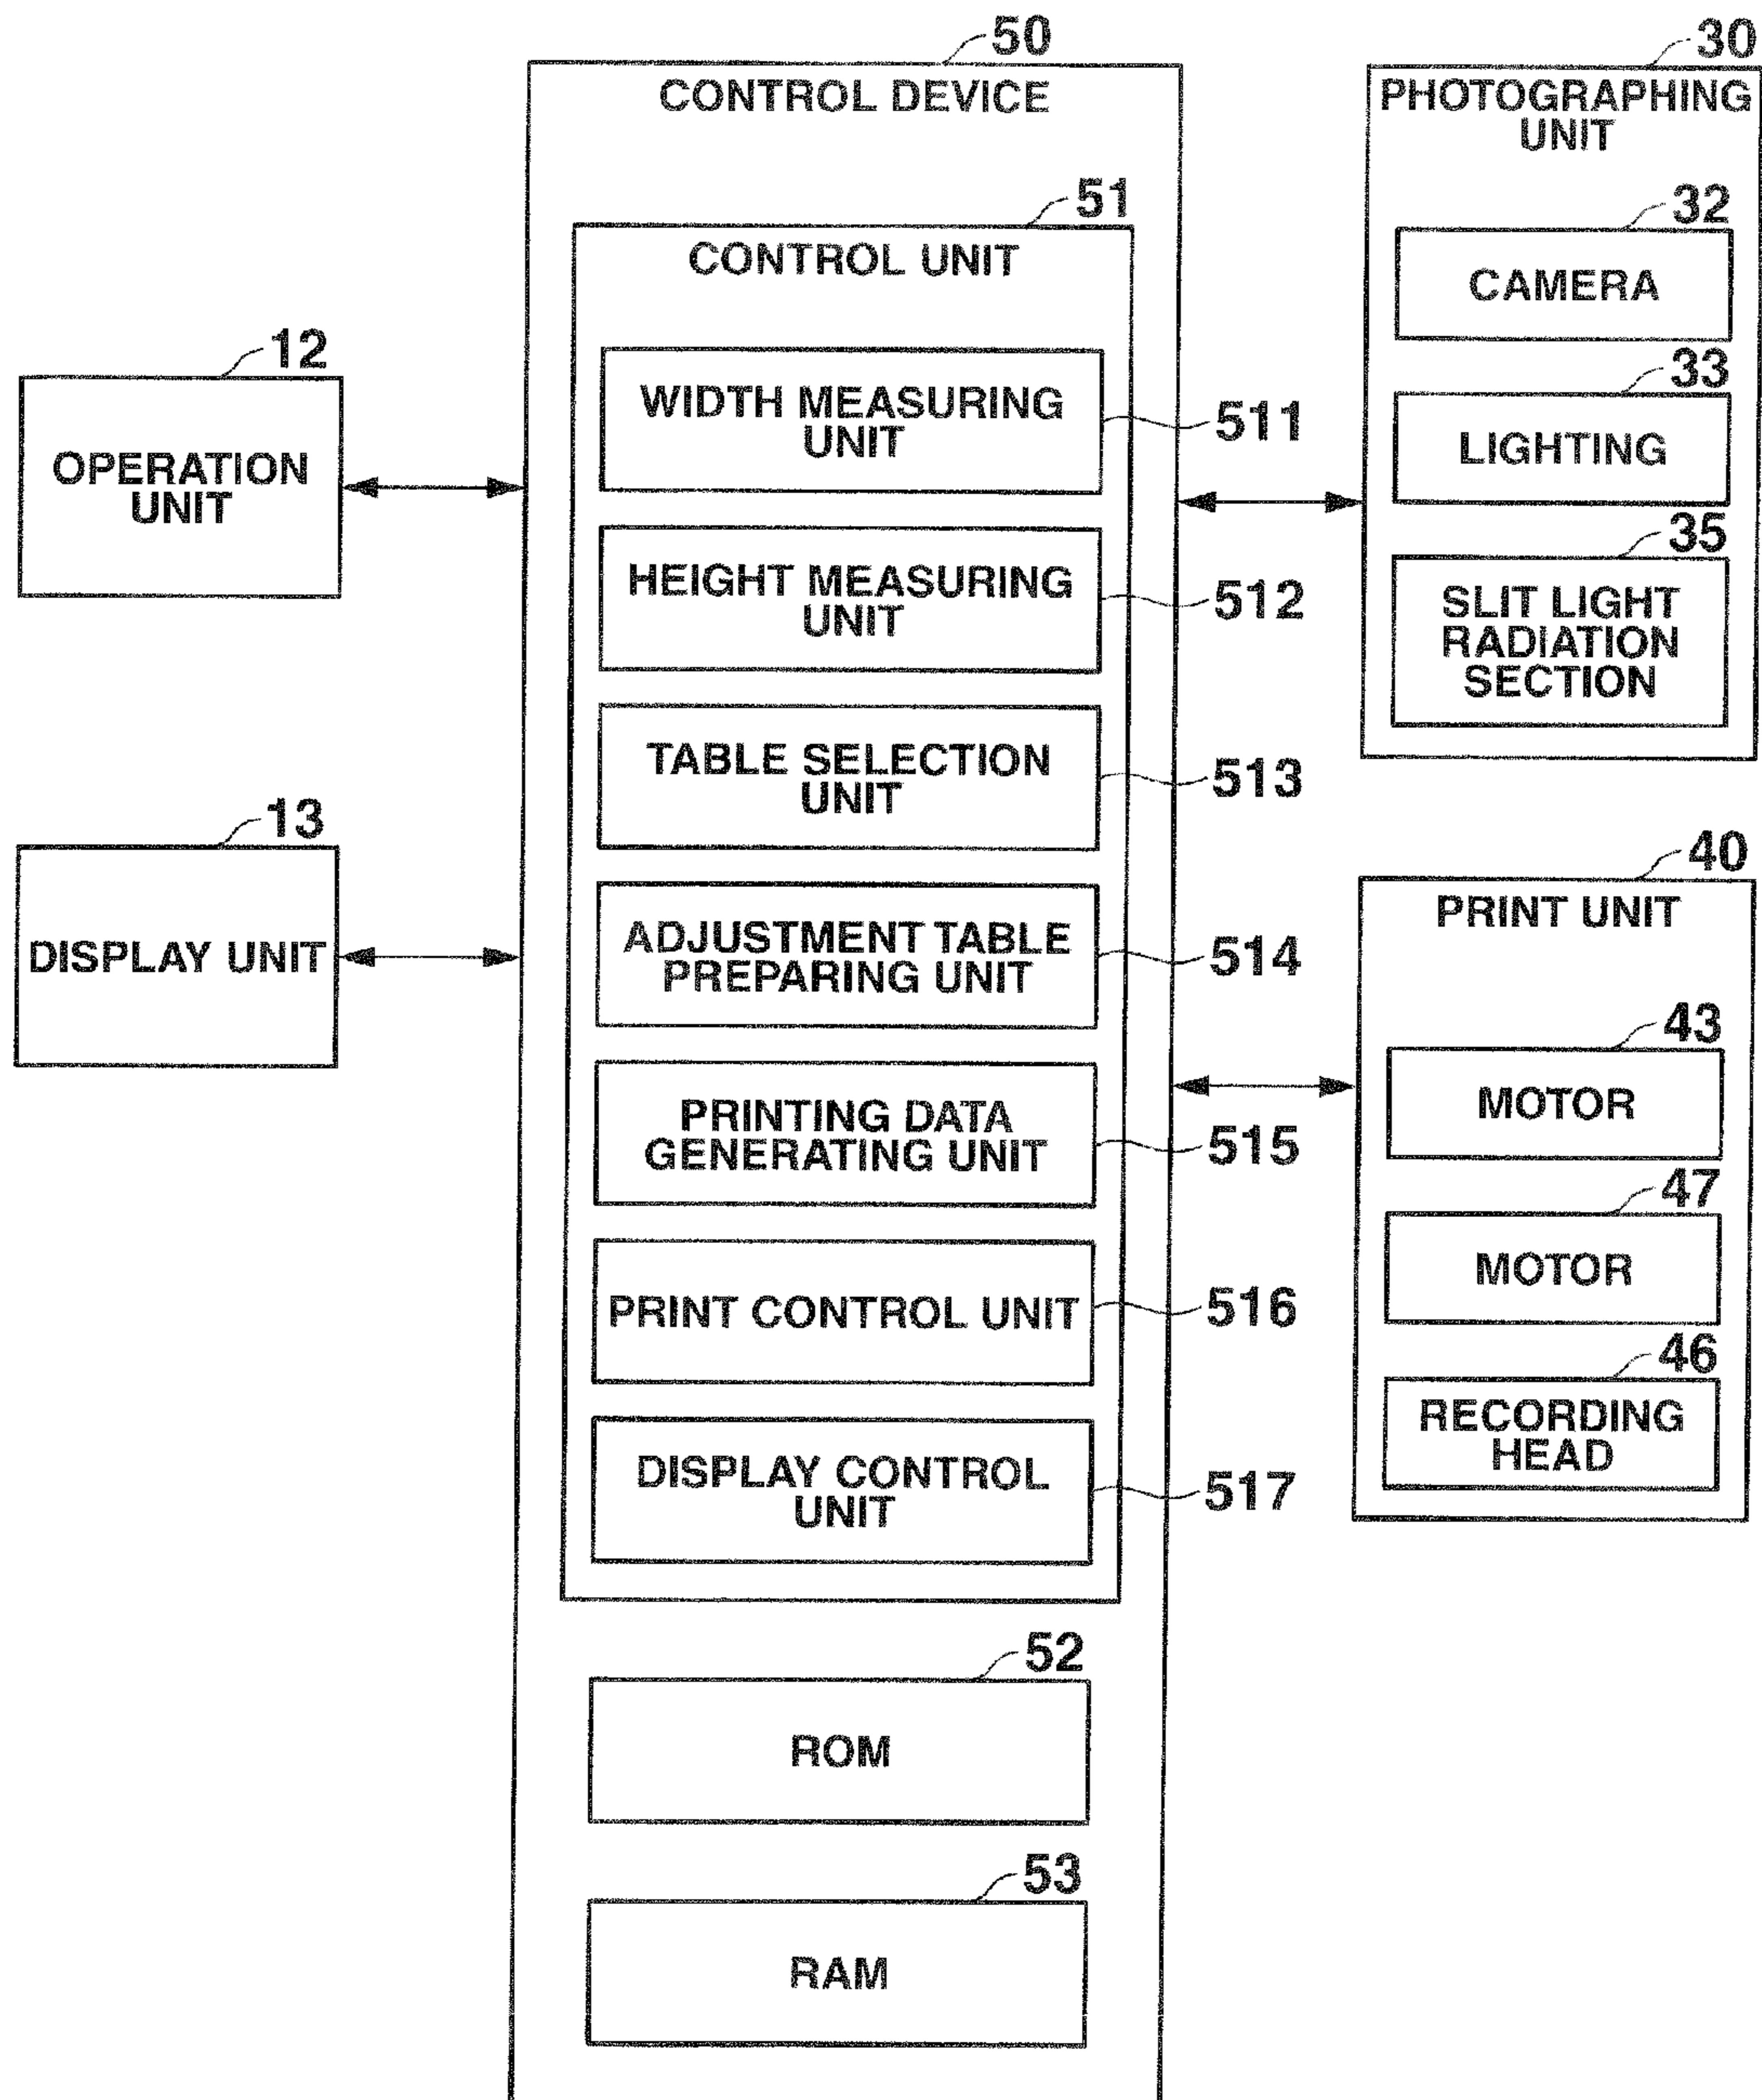 50
CONTROL DEVICE
51
CONTROL UNIT
WIDTH MEASURING
UNIT
511
HEIGHT MEASURING
UNIT
512
TABLE SELECTION
UNIT
513
ADJUSTMENT TABLE
PREPARING UNIT
514
PRINTING DATA
GENERATING UNIT
515
PRINT CONTROL UNIT
516
DISPLAY CONTROL
UNIT
517
52
ROM
53
RAM
12
OPERATION
UNIT
13
DISPLAY UNIT
30
PHOTOGRAPHING
UNIT
32
CAMERA
33
LIGHTING
35
SLIT LIGHT
RADIATION
SECTION
40
PRINT UNIT
43
MOTOR
47
MOTOR
46
RECORDING
HEAD